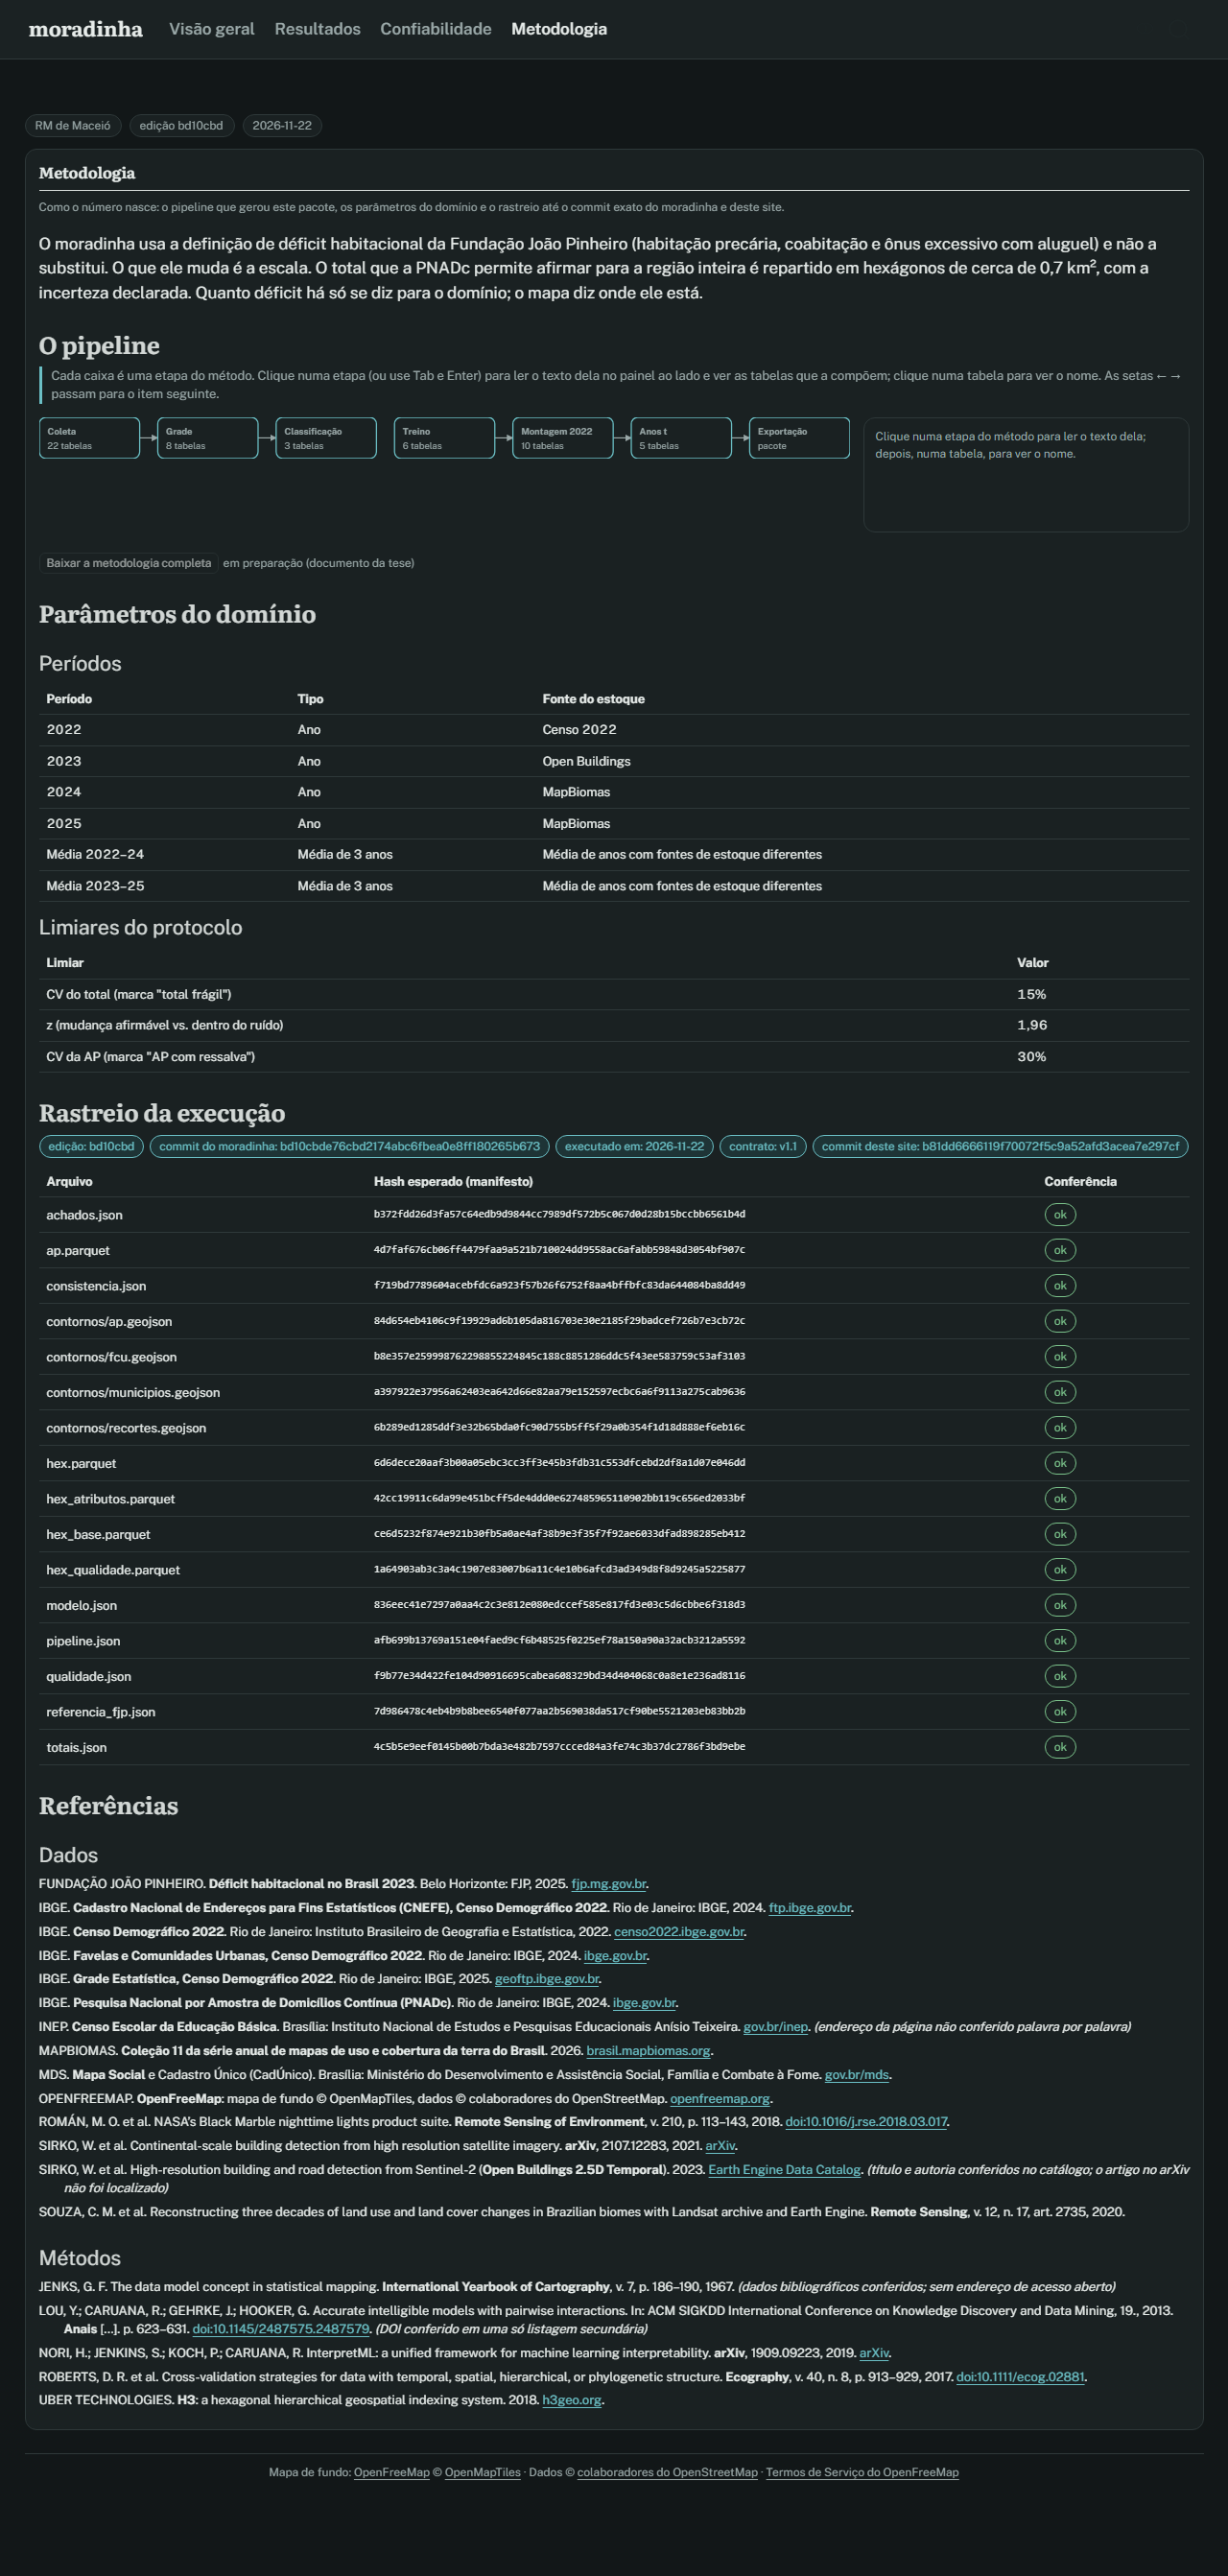 moradinha Visão geral Resultados Confiabilidade Metodologia
RM de Maceió edição bd10cbd 2026-11-22
Metodologia
Como o número nasce: o pipeline que gerou este pacote, os parâmetros do domínio e o rastreio até o commit exato do moradinha e deste site.
O moradinha usa a definição de déficit habitacional da Fundação João Pinheiro (habitação precária, coabitação e ônus excessivo com aluguel) e não a
substitui. O que ele muda é a escala. O total que a PNADc permite afirmar para a região inteira é repartido em hexágonos de cerca de 0,7 km², com a
incerteza declarada. Quanto déficit há só se diz para o domínio; o mapa diz onde ele está.
O pipeline
Cada caixa é uma etapa do método. Clique numa etapa (ou use Tab e Enter) para ler o texto dela no painel ao lado e ver as tabelas que a compõem; clique numa tabela para ver o nome. As setas ←→
passam para o item seguinte.
Coleta Grade Classificação Treino Montagem 2022 Anos t Exportação
22 tabelas 8 tabelas 3 tabelas 6 tabelas 10 tabelas 5 tabelas pacote
Clique numa etapa do método para ler o texto dela;
depois, numa tabela, para ver o nome.
Baixar a metodologia completa em preparação (documento da tese)
Parâmetros do domínio
Períodos
Período Tipo Fonte do estoque
2022 Ano Censo 2022
2023 Ano Open Buildings
2024 Ano MapBiomas
2025 Ano MapBiomas
Média 2022–24 Média de 3 anos Média de anos com fontes de estoque diferentes
Média 2023–25 Média de 3 anos Média de anos com fontes de estoque diferentes
Limiares do protocolo
Limiar Valor
CV do total (marca "total frágil") 15%
z (mudança afirmável vs. dentro do ruído) 1,96
CV da AP (marca "AP com ressalva") 30%
Rastreio da execução
edição: bd10cbd commit do moradinha: bd10cbde76cbd2174abc6fbea0e8ff180265b673 executado em: 2026-11-22 contrato: v1.1 commit deste site: b81dd6666119f70072f5c9a52afd3acea7e297cf
Arquivo Hash esperado (manifesto) Conferência
achados.json b372fdd26d3fa57c64edb9d9844cc7989df572b5c067d0d28b15bccbb6561b4d ok
ap.parquet 4d7faf676cb06ff4479faa9a521b710024dd9558ac6afabb59848d3054bf907c ok
consistencia.json f719bd7789604acebfdc6a923f57b26f6752f8aa4bffbfc83da644084ba8dd49 ok
contornos/ap.geojson 84d654eb4106c9f19929ad6b105da816703e30e2185f29badcef726b7e3cb72c ok
contornos/fcu.geojson b8e357e25999876229885522484​5c188c8851286ddc5f43ee583759c53af3103 ok
contornos/municipios.geojson a397922e37956a62403ea642d66e82aa79e152597ecbc6a6f9113a275cab9636 ok
contornos/recortes.geojson 6b289ed1285ddf3e32b65bda0fc90d755b5ff5f29a0b354f1d18d888ef6eb16c ok
hex.parquet 6d6dece20aaf3b00a05ebc3cc3ff3e45b3fdb31c553dfcebd2df8a1d07e046dd ok
hex_atributos.parquet 42cc19911c6da99e451bcff5de4ddd0e627485965110902bb119c656ed2033bf ok
hex_base.parquet ce6d5232f874e921b30fb5a0ae4af38b9e3f35f7f92ae6033dfad898285eb412 ok
hex_qualidade.parquet 1a64903ab3c3a4c1907e83007b6a11c4e10b6afcd3ad349d8f8d9245a5225877 ok
modelo.json 836eec41e7297a0aa4c2c3e812e080edccef585e817fd3e03c5d6cbbe6f318d3 ok
pipeline.json afb699b13769a151e04faed9cf6b48525f0225ef78a150a90a32acb3212a5592 ok
qualidade.json f9b77e34d422fe104d90916695cabea608329bd34d404068c0a8e1e236ad8116 ok
referencia_fjp.json 7d986478c4eb4b9b8bee6540f077aa2b569038da517cf90be5521203eb83bb2b ok
totais.json 4c5b5e9eef0145b00b7bda3e482b7597ccced84a3fe74c3b37dc2786f3bd9ebe ok
Referências
Dados
FUNDAÇÃO JOÃO PINHEIRO. Déficit habitacional no Brasil 2023. Belo Horizonte: FJP, 2025. fjp.mg.gov.br.
IBGE. Cadastro Nacional de Endereços para Fins Estatísticos (CNEFE), Censo Demográfico 2022. Rio de Janeiro: IBGE, 2024. ftp.ibge.gov.br.
IBGE. Censo Demográfico 2022. Rio de Janeiro: Instituto Brasileiro de Geografia e Estatística, 2022. censo2022.ibge.gov.br.
IBGE. Favelas e Comunidades Urbanas, Censo Demográfico 2022. Rio de Janeiro: IBGE, 2024. ibge.gov.br.
IBGE. Grade Estatística, Censo Demográfico 2022. Rio de Janeiro: IBGE, 2025. geoftp.ibge.gov.br.
IBGE. Pesquisa Nacional por Amostra de Domicílios Contínua (PNADc). Rio de Janeiro: IBGE, 2024. ibge.gov.br.
INEP. Censo Escolar da Educação Básica. Brasília: Instituto Nacional de Estudos e Pesquisas Educacionais Anísio Teixeira. gov.br/inep. (endereço da página não conferido palavra por palavra)
MAPBIOMAS. Coleção 11 da série anual de mapas de uso e cobertura da terra do Brasil. 2026. brasil.mapbiomas.org.
MDS. Mapa Social e Cadastro Único (CadÚnico). Brasília: Ministério do Desenvolvimento e Assistência Social, Família e Combate à Fome. gov.br/mds.
OPENFREEMAP. OpenFreeMap: mapa de fundo © OpenMapTiles, dados © colaboradores do OpenStreetMap. openfreemap.org.
ROMÁN, M. O. et al. NASA's Black Marble nighttime lights product suite. Remote Sensing of Environment, v. 210, p. 113–143, 2018. doi:10.1016/j.rse.2018.03.017.
SIRKO, W. et al. Continental-scale building detection from high resolution satellite imagery. arXiv, 2107.12283, 2021. arXiv.
SIRKO, W. et al. High-resolution building and road detection from Sentinel-2 (Open Buildings 2.5D Temporal). 2023. Earth Engine Data Catalog. (título e autoria conferidos no catálogo; o artigo no arXiv
não foi localizado)
SOUZA, C. M. et al. Reconstructing three decades of land use and land cover changes in Brazilian biomes with Landsat archive and Earth Engine. Remote Sensing, v. 12, n. 17, art. 2735, 2020.
Métodos
JENKS, G. F. The data model concept in statistical mapping. International Yearbook of Cartography, v. 7, p. 186–190, 1967. (dados bibliográficos conferidos; sem endereço de acesso aberto)
LOU, Y.; CARUANA, R.; GEHRKE, J.; HOOKER, G. Accurate intelligible models with pairwise interactions. In: ACM SIGKDD International Conference on Knowledge Discovery and Data Mining, 19., 2013.
Anais [...]. p. 623–631. doi:10.1145/2487575.2487579. (DOI conferido em uma só listagem secundária)
NORI, H.; JENKINS, S.; KOCH, P.; CARUANA, R. InterpretML: a unified framework for machine learning interpretability. arXiv, 1909.09223, 2019. arXiv.
ROBERTS, D. R. et al. Cross-validation strategies for data with temporal, spatial, hierarchical, or phylogenetic structure. Ecography, v. 40, n. 8, p. 913–929, 2017. doi:10.1111/ecog.02881.
UBER TECHNOLOGIES. H3: a hexagonal hierarchical geospatial indexing system. 2018. h3geo.org.
Mapa de fundo: OpenFreeMap © OpenMapTiles · Dados © colaboradores do OpenStreetMap · Termos de Serviço do OpenFreeMap